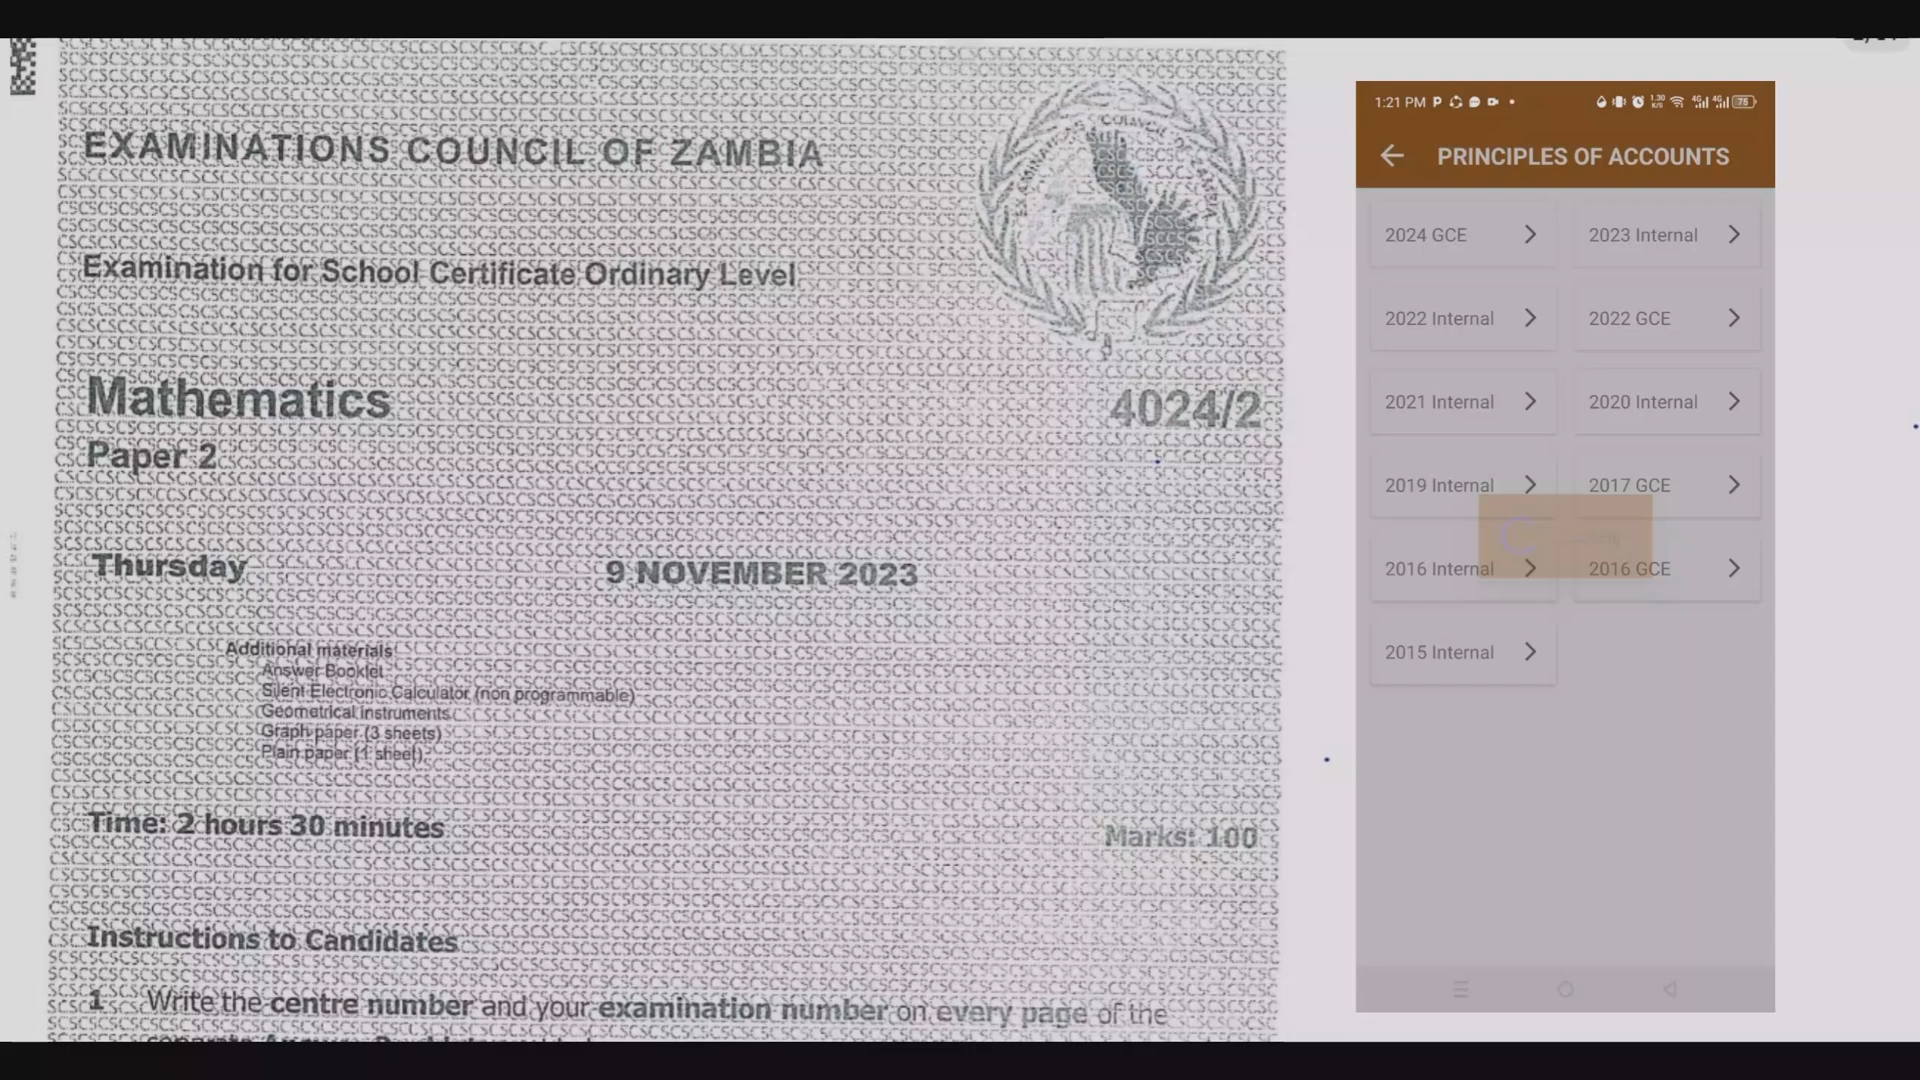 EXAMINATIONS COUNCIL OF ZAMBIA
Examination for School Certificate Ordinary Level
Mathematics 4024/2
Paper 2
Thursday 9 NOVEMBER 2023
Additional materials
Answer Booklet
Silent Electronic Calculator (non programmable)
Geometrical instruments
Graph paper (3 sheets)
Plain paper (1 sheet)
Time: 2 hours 30 minutes Marks: 100
Instructions to Candidates
1 Write the centre number and your examination number on every page of the
1:21 PM
PRINCIPLES OF ACCOUNTS
2024 GCE
2023 Internal
2022 Internal
2022 GCE
2021 Internal
2020 Internal
2019 Internal
2017 GCE
2016 Internal
2016 GCE
2015 Internal